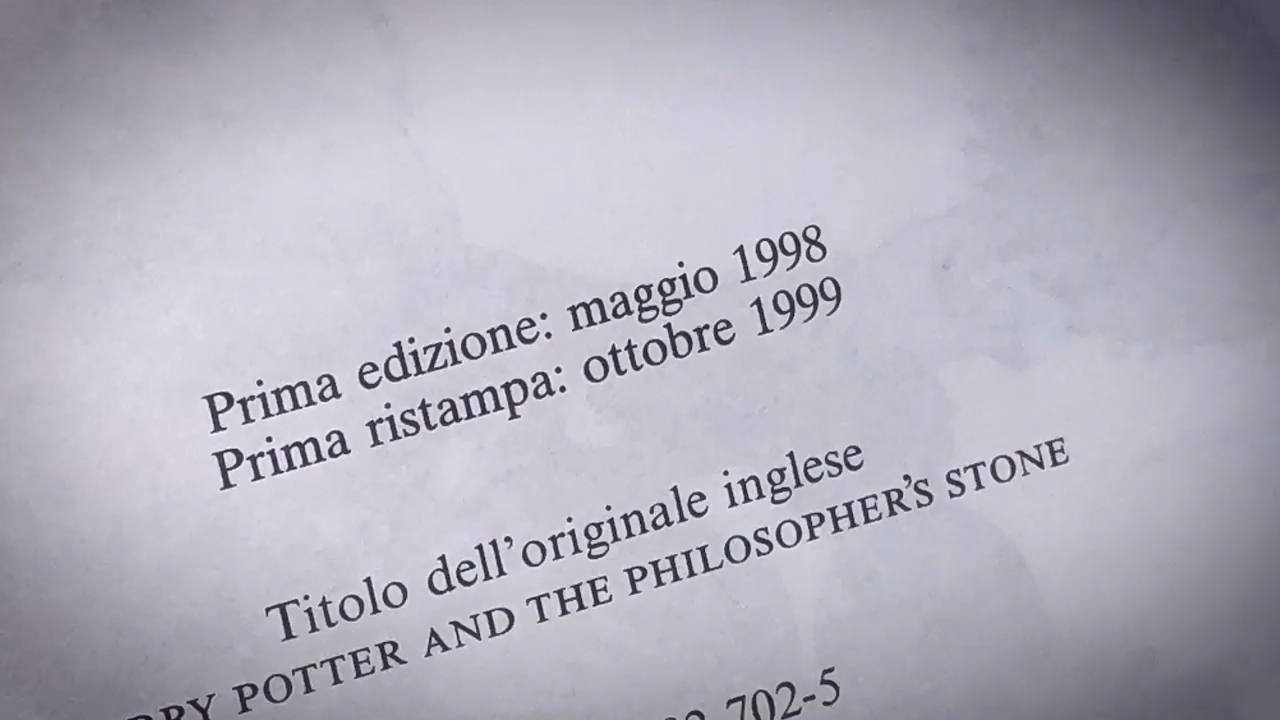 Prima edizione: maggio 1998
Prima ristampa: ottobre 1999
Titolo dell'originale inglese
POTTER AND THE PHILOSOPHER'S STONE
702-5